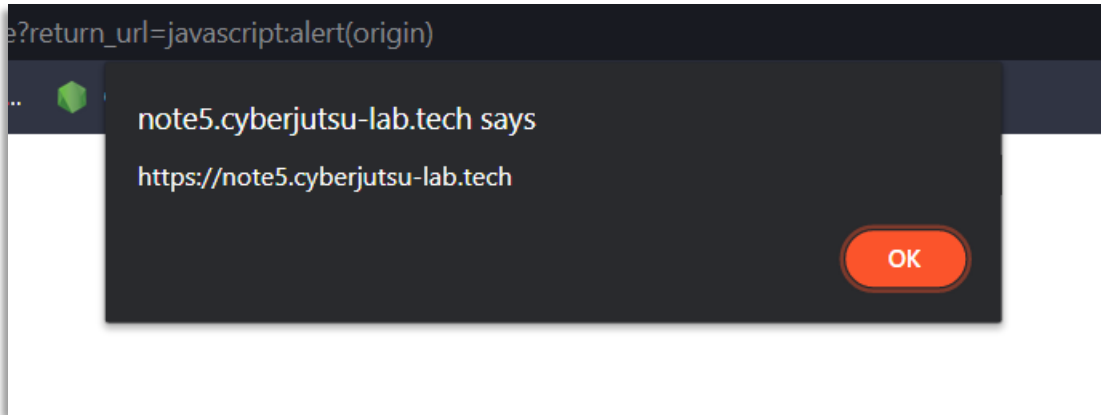 ?return_url=javascript:alert(origin)
...
note5.cyberjutsu-lab.tech says
https://note5.cyberjutsu-lab.tech
OK